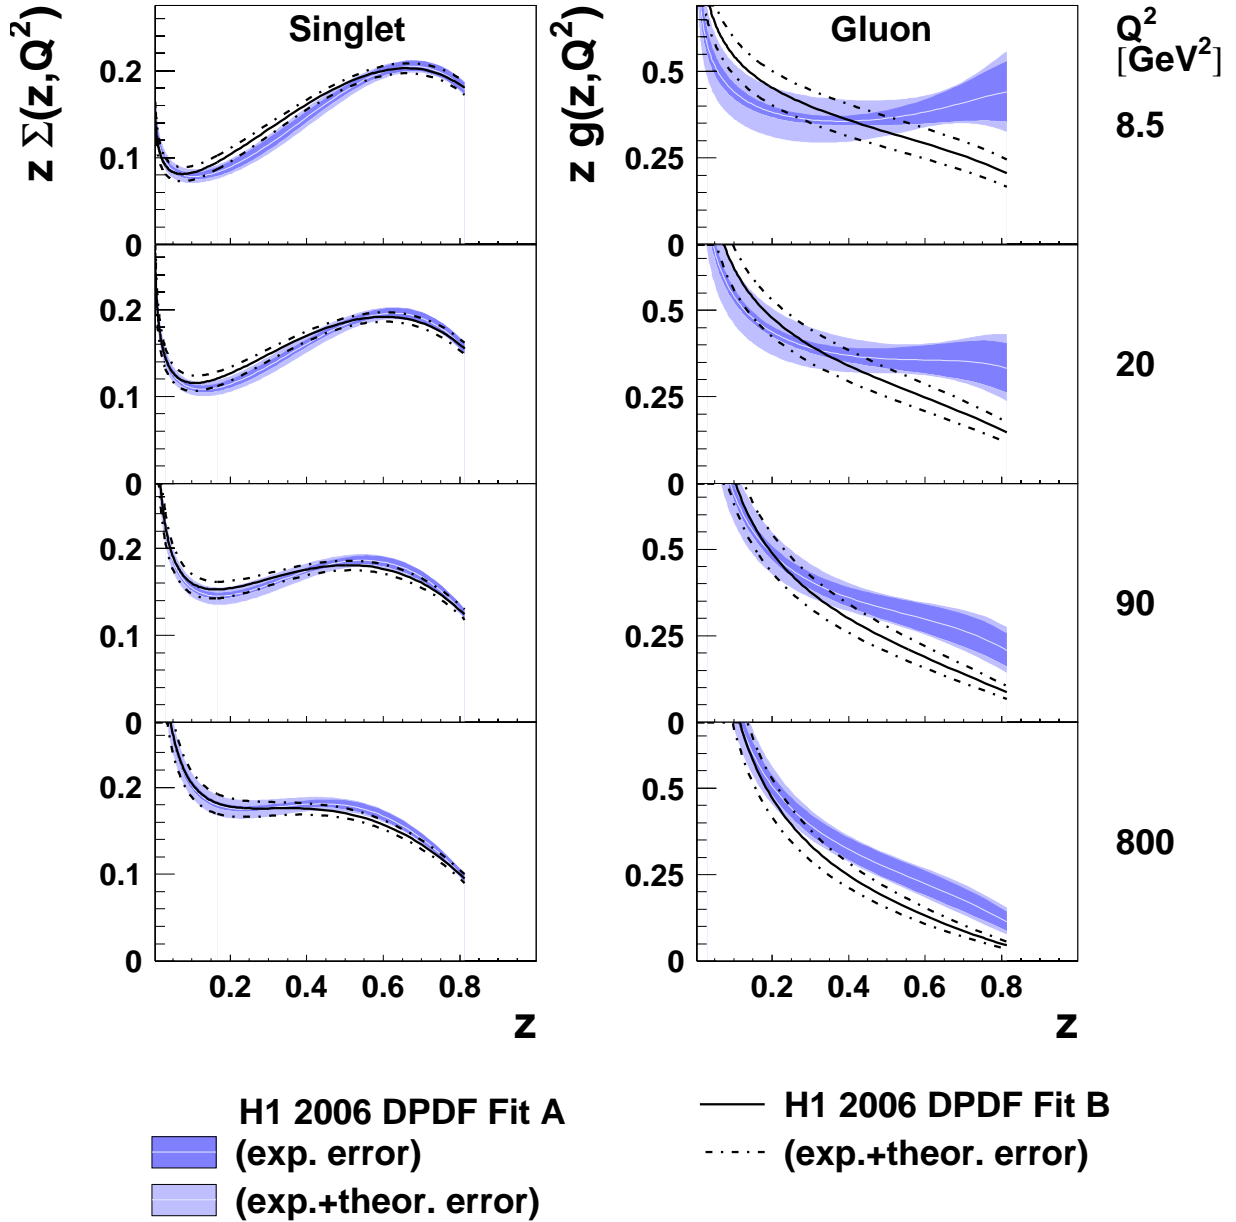 Singlet
Gluon
Q²
[GeV²]
z Σ(z,Q²)
z g(z,Q²)
0.2
0.1
0
0.5
0.25
0
8.5
0.2
0.1
0
0.5
0.25
0
20
0.2
0.1
0
0.5
0.25
0
90
0.2
0.1
0
0.5
0.25
0
800
0.2 0.4 0.6 0.8
0.2 0.4 0.6 0.8
z
z
H1 2006 DPDF Fit A
(exp. error)
(exp.+theor. error)
H1 2006 DPDF Fit B
(exp.+theor. error)